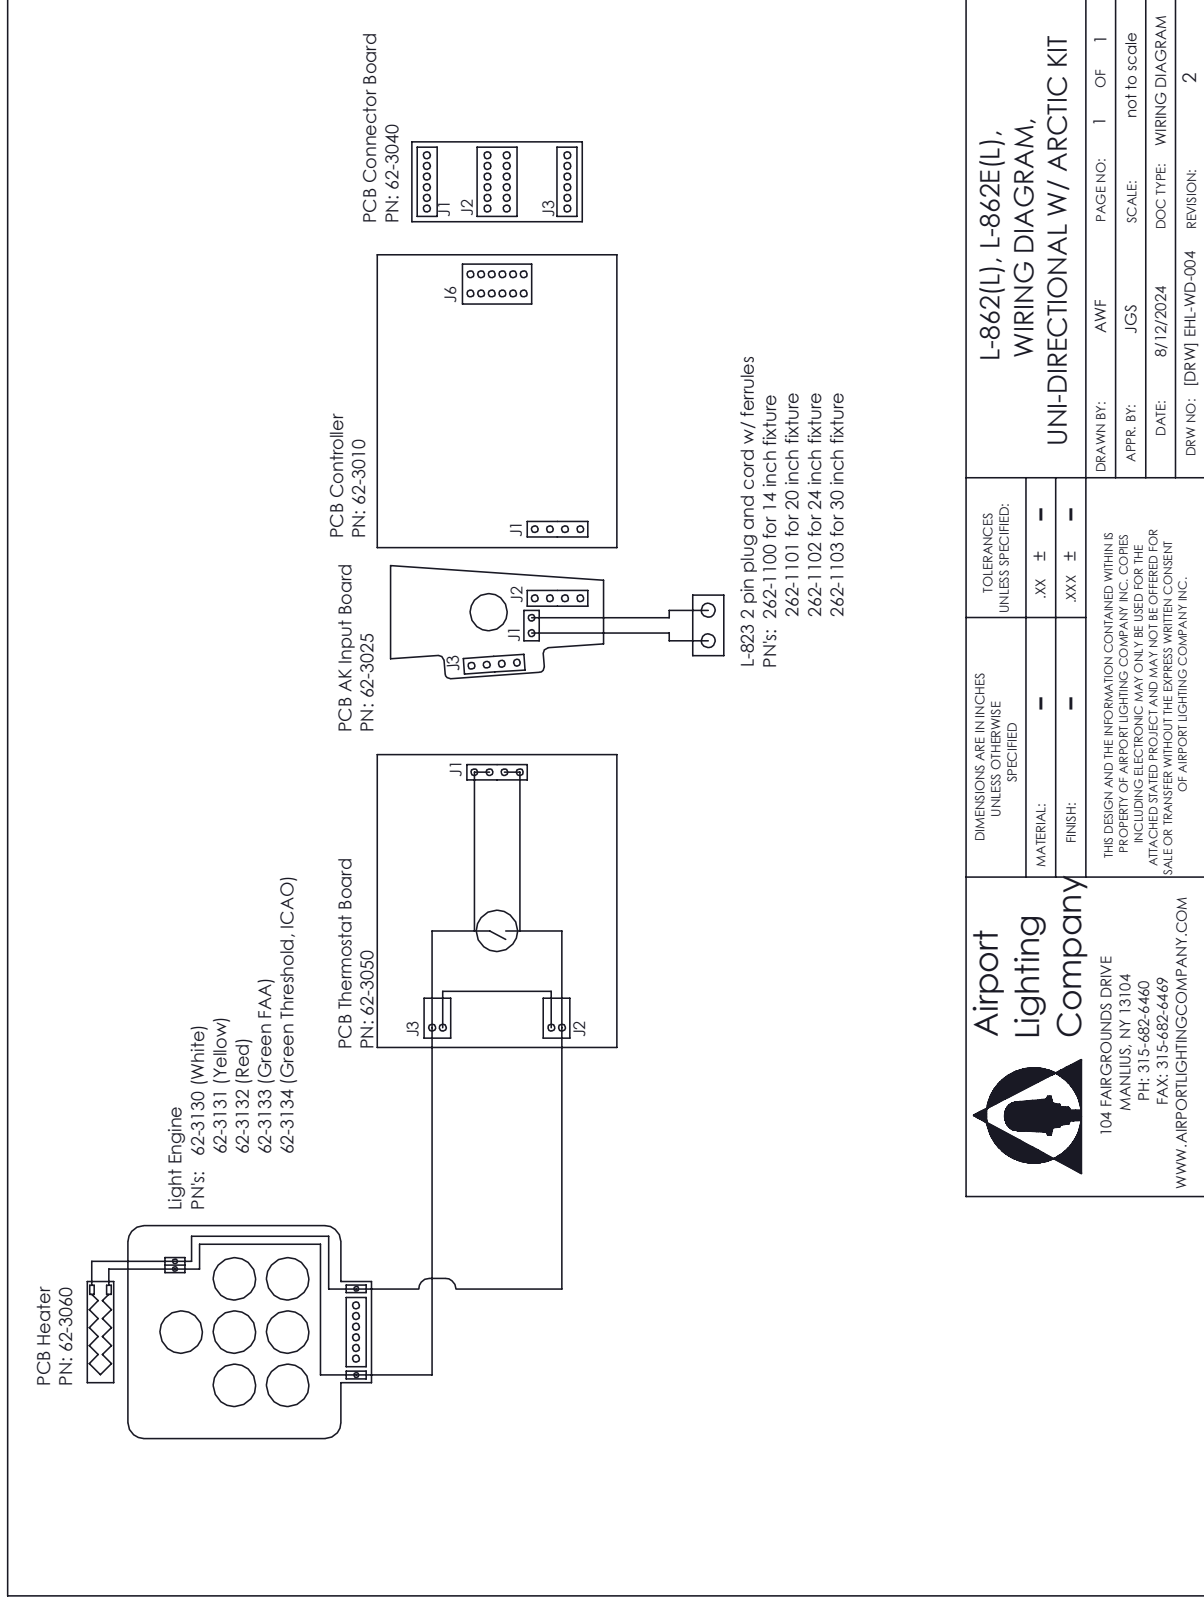 PCB Heater
PN: 62-3060
Light Engine
PN's: 62-3130 (White)
62-3131 (Yellow)
62-3132 (Red)
62-3133 (Green FAA)
62-3134 (Green Threshold, ICAO)
PCB Thermostat Board
PN: 62-3050
J3
J2
J1
PCB AK Input Board
PN: 62-3025
J3
J1
J2
L-823 2 pin plug and cord w/ ferrules
PN's: 262-1100 for 14 inch fixture
262-1101 for 20 inch fixture
262-1102 for 24 inch fixture
262-1103 for 30 inch fixture
PCB Controller
PN: 62-3010
J1
J6
PCB Connector Board
PN: 62-3040
J1
J2
J3
Airport
Lighting
Company
104 FAIRGROUNDS DRIVE
MANLIUS, NY 13104
PH: 315-682-6460
FAX: 315-682-6469
WWW.AIRPORTLIGHTINGCOMPANY.COM
DIMENSIONS ARE IN INCHES
UNLESS OTHERWISE
SPECIFIED
MATERIAL: -
FINISH: -
TOLERANCES
UNLESS SPECIFIED:
.XX ± -
.XXX ± -
THIS DESIGN AND THE INFORMATION CONTAINED WITHIN IS
PROPERTY OF AIRPORT LIGHTING COMPANY INC. COPIES
INCLUDING ELECTRONIC MAY ONLY BE USED FOR THE
ATTACHED STATED PROJECT AND MAY NOT BE OFFERED FOR
SALE OR TRANSFER WITHOUT THE EXPRESS WRITTEN CONSENT
OF AIRPORT LIGHTING COMPANY INC.
L-862(L), L-862E(L),
WIRING DIAGRAM,
UNI-DIRECTIONAL W/ ARCTIC KIT
DRAWN BY: AWF PAGE NO: 1 OF 1
APPR. BY: JGS SCALE: not to scale
DATE: 8/12/2024 DOC TYPE: WIRING DIAGRAM
DRW NO: [DRW] EHL-WD-004 REVISION: 2